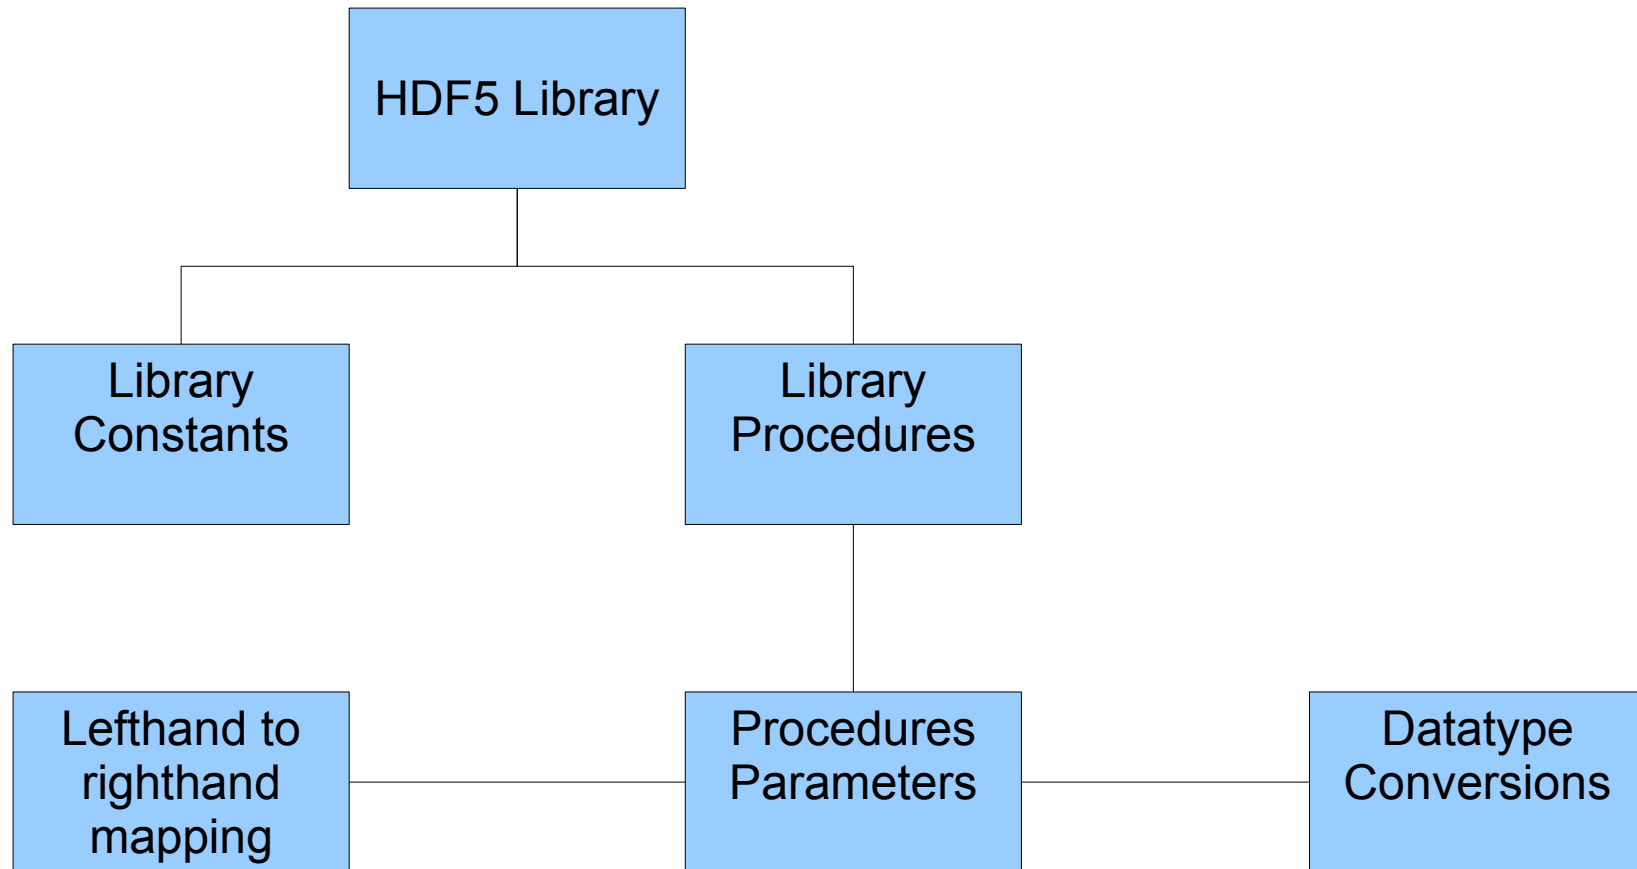 HDF5 Library
Library
Constants
Library
Procedures
Lefthand to
righthand
mapping
Procedures
Parameters
Datatype
Conversions